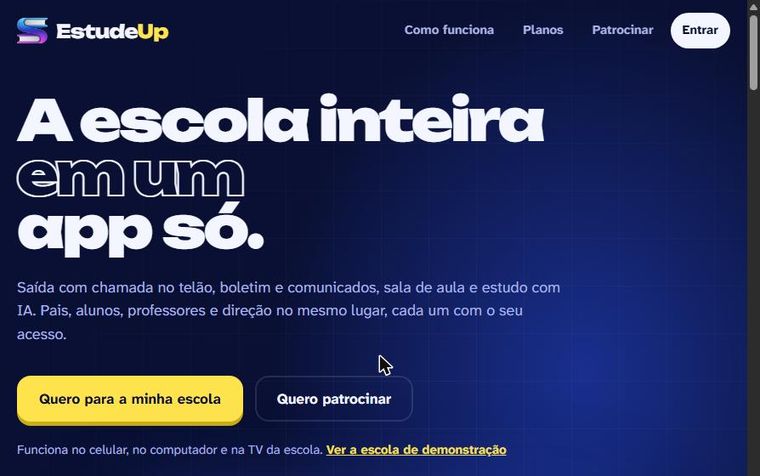 EstudeUp
Como funciona
Planos
Patrocinar
Entrar
A escola inteira
em um
app só.
Saída com chamada no telão, boletim e comunicados, sala de aula e estudo com
IA. Pais, alunos, professores e direção no mesmo lugar, cada um com o seu
acesso.
Quero para a minha escola
Quero patrocinar
Funciona no celular, no computador e na TV da escola. Ver a escola de demonstração